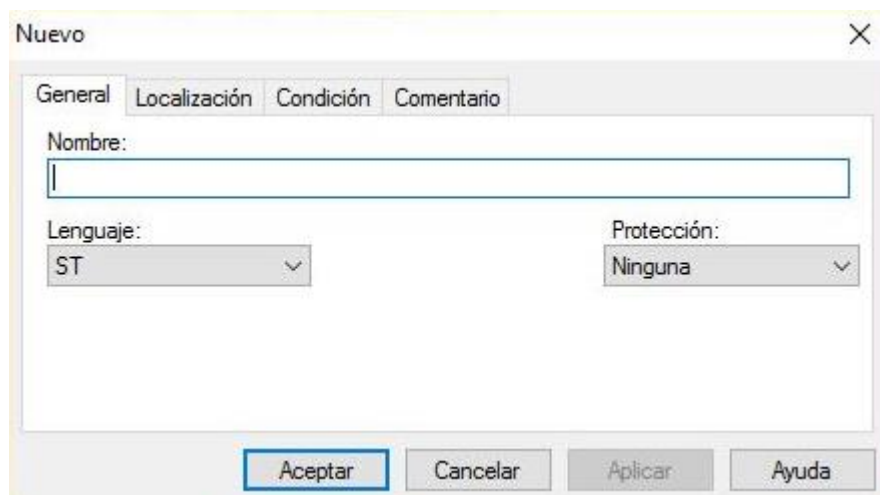 Nuevo
General Localización Condición Comentario
Nombre:
Lenguaje: Protección:
ST Ninguna
Aceptar Cancelar Aplicar Ayuda